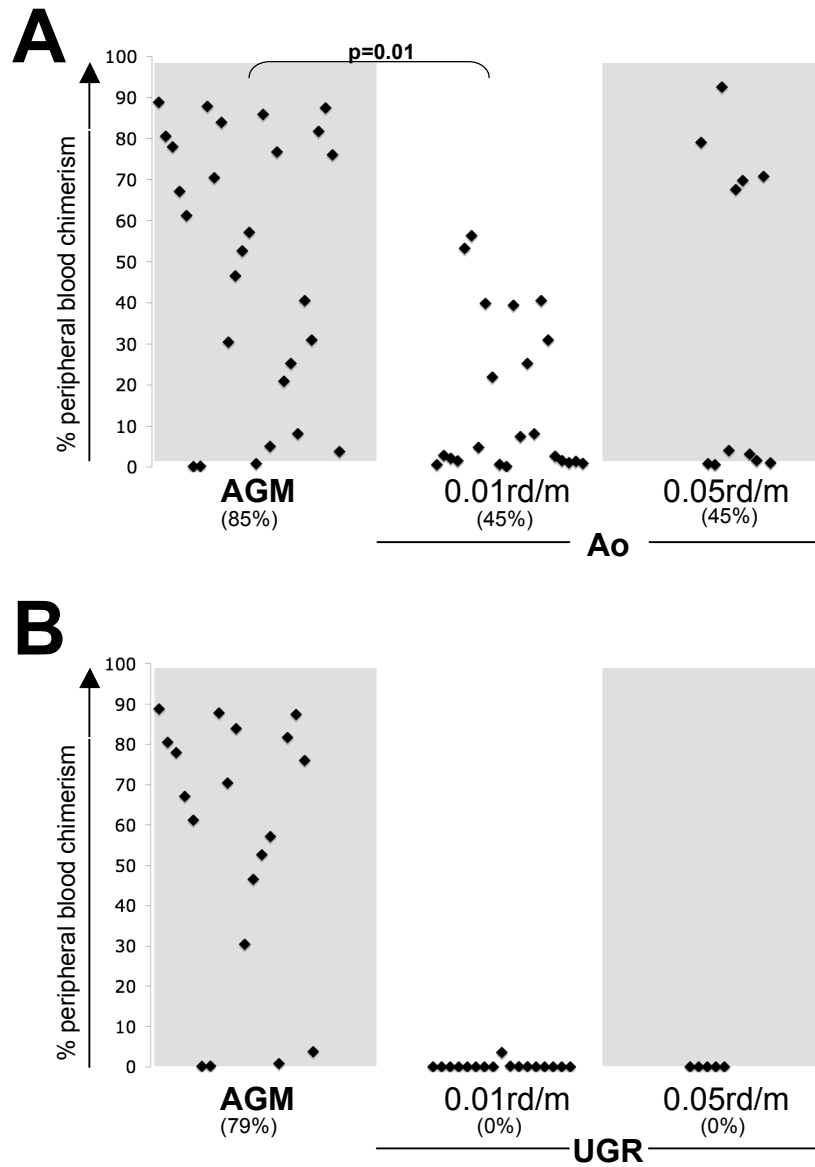 A
p=0.01
% peripheral blood chimerism
100
90
80
70
60
50
40
30
20
10
0
AGM 0.01rd/m 0.05rd/m
(85%) (45%) (45%)
Ao
B
% peripheral blood chimerism
100
90
80
70
60
50
40
30
20
10
0
AGM 0.01rd/m 0.05rd/m
(79%) (0%) (0%)
UGR